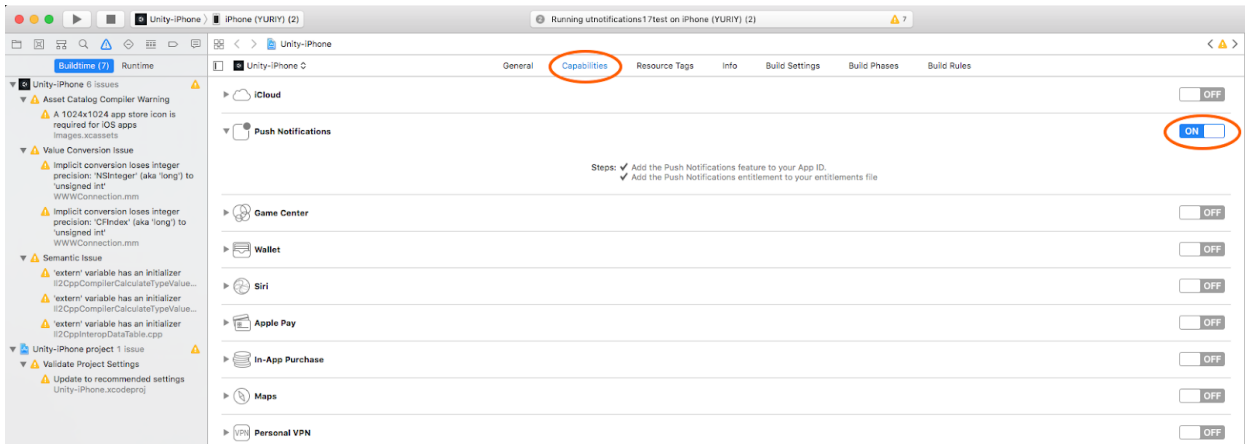 Unity-iPhone
iPhone (YURIY) (2)
2 Running utnotifications17test on iPhone (YURIY) (2)
7
Unity-iPhone
Buildtime (7)
Runtime
Unity-iPhone
General
Capabilities
Resource Tags
Info
Build Settings
Build Phases
Build Rules
Unity-iPhone 6 issues
Asset Catalog Compiler Warning
A 1024x1024 app store icon is
required for iOS apps
Images.xcassets
Value Conversion Issue
Implicit conversion loses integer
precision: 'NSInteger' (aka 'long') to
'unsigned int'
WWWConnection.mm
Implicit conversion loses integer
precision: 'CFIndex' (aka 'long') to
'unsigned int'
WWWConnection.mm
Semantic Issue
'extern' variable has an initializer
Il2CppCompilerCalculateTypeValue...
'extern' variable has an initializer
Il2CppCompilerCalculateTypeValue...
'extern' variable has an initializer
Il2CppInteropDataTable.cpp
Unity-iPhone project 1 issue
Validate Project Settings
Update to recommended settings
Unity-iPhone.xcodeproj
iCloud
OFF
Push Notifications
ON
Steps: ✓ Add the Push Notifications feature to your App ID.
✓ Add the Push Notifications entitlement to your entitlements file
Game Center
OFF
Wallet
OFF
Siri
OFF
Apple Pay
OFF
In-App Purchase
OFF
Maps
OFF
VPN Personal VPN
OFF